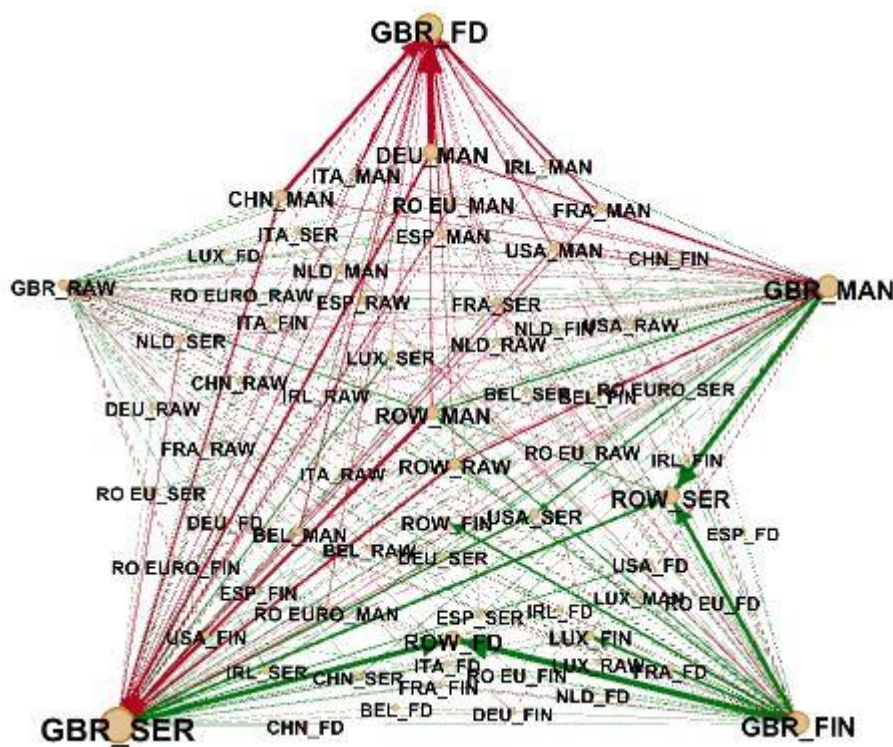 GBR_FD
DEU_MAN
ITA_MAN
IRL_MAN
CHN_MAN
RO EU_MAN
FRA_MAN
ITA_SER
ESP_MAN
LUX_FD
USA_MAN
CHN_FIN
NLD_MAN
GBR_RAW
GBR_MAN
RO EURO_RAW
ESP_RAW
FRA_SER
ITA_FIN
NLD_FIN
USA_RAW
NLD_SER
NLD_RAW
LUX_SER
CHN_RAW
IRL_RAW
BEL_SER
BEL_FIN
RO EURO_SER
DEU_RAW
ROW_MAN
FRA_RAW
RO EU_RAW
IRL_FIN
ITA_RAW
ROW_RAW
RO EU_SER
ROW_SER
DEU_FD
ROW_FIN
USA_SER
BEL_MAN
ESP_FD
BEL_RAW
DEU_SER
RO EURO_FIN
USA_FD
ESP_FIN
LUX_MAN
RO EU_FD
RO EURO_MAN
ESP_SER
IRL_FD
USA_FIN
ROW_FD
LUX_FIN
IRL_SER
ITA_FD
LUX_RAW
FRA_FD
CHN_SER
RO EU_FIN
FRA_FIN
NLD_FD
BEL_FD
DEU_FIN
GBR_SER
CHN_FD
GBR_FIN